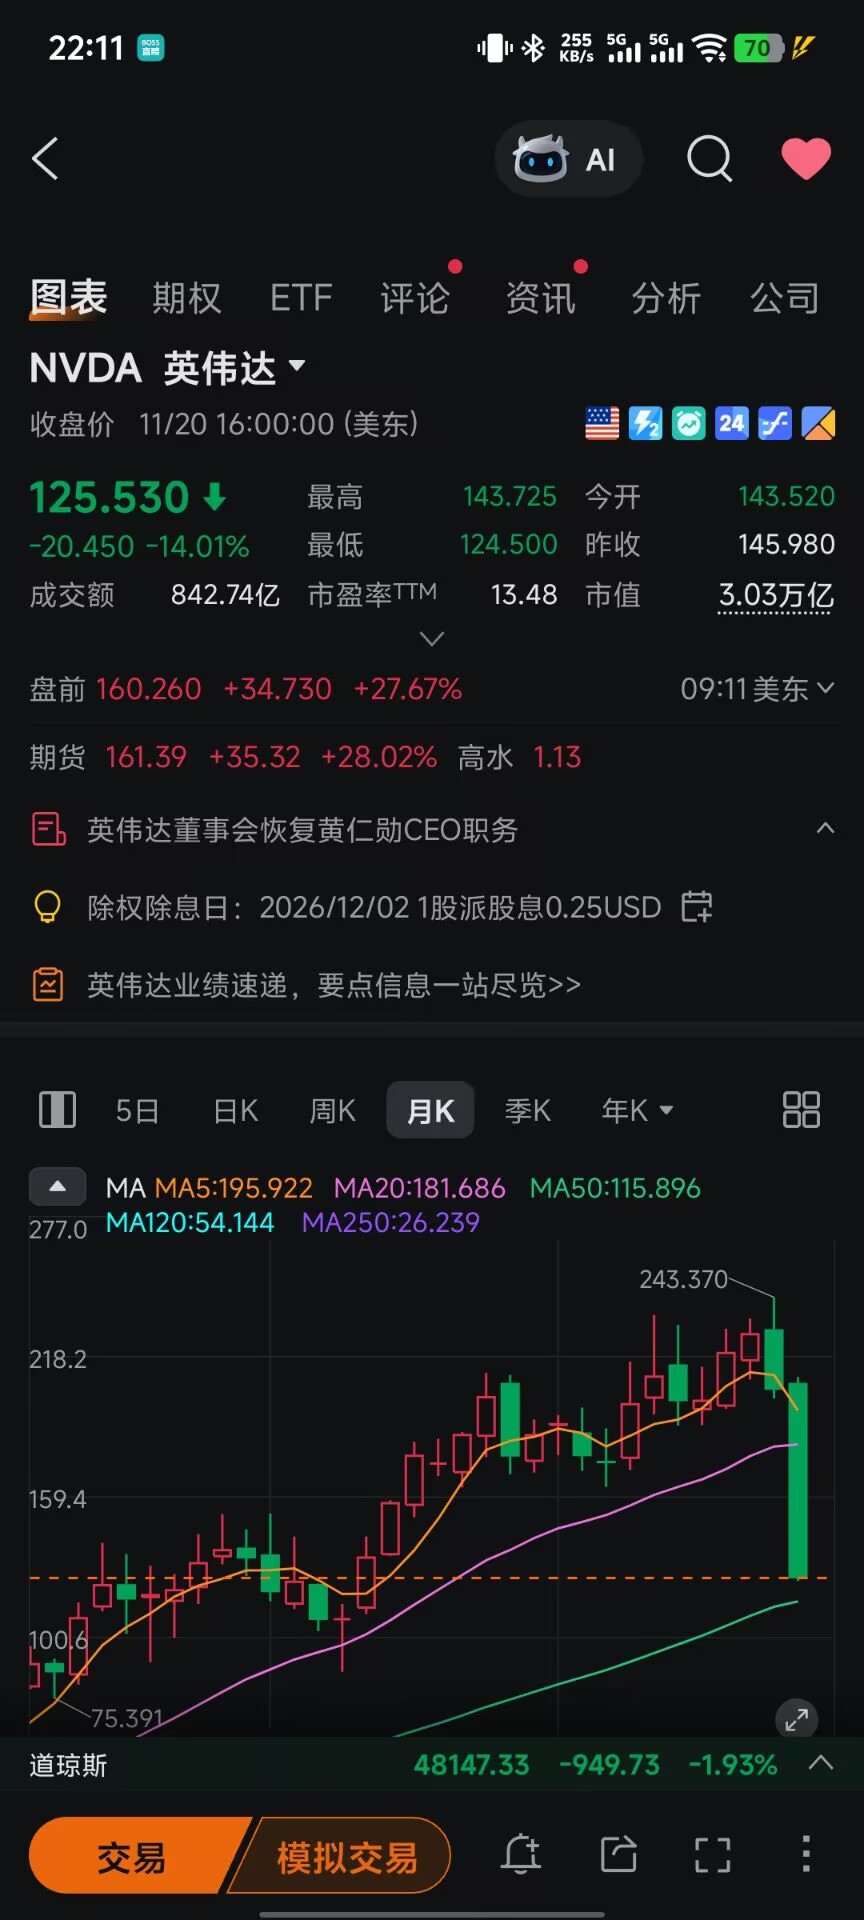 22:11 BOSS直聘 255 KB/s 5G 5G 70
AI
图表 期权 ETF 评论 资讯 分析 公司
NVDA 英伟达
收盘价 11/20 16:00:00 (美东) 2 24
125.530 最高 143.725 今开 143.520
-20.450 -14.01% 最低 124.500 昨收 145.980
成交额 842.74亿 市盈率TTM 13.48 市值 3.03万亿
盘前 160.260 +34.730 +27.67% 09:11 美东
期货 161.39 +35.32 +28.02% 高水 1.13
英伟达董事会恢复黄仁勋CEO职务
除权除息日：2026/12/02 1股派股息0.25USD
英伟达业绩速递，要点信息一站尽览>>
5日 日K 周K 月K 季K 年K
MA MA5:195.922 MA20:181.686 MA50:115.896
277.0 MA120:54.144 MA250:26.239
243.370
218.2
159.4
100.6
75.391
道琼斯 48147.33 -949.73 -1.93%
交易 模拟交易